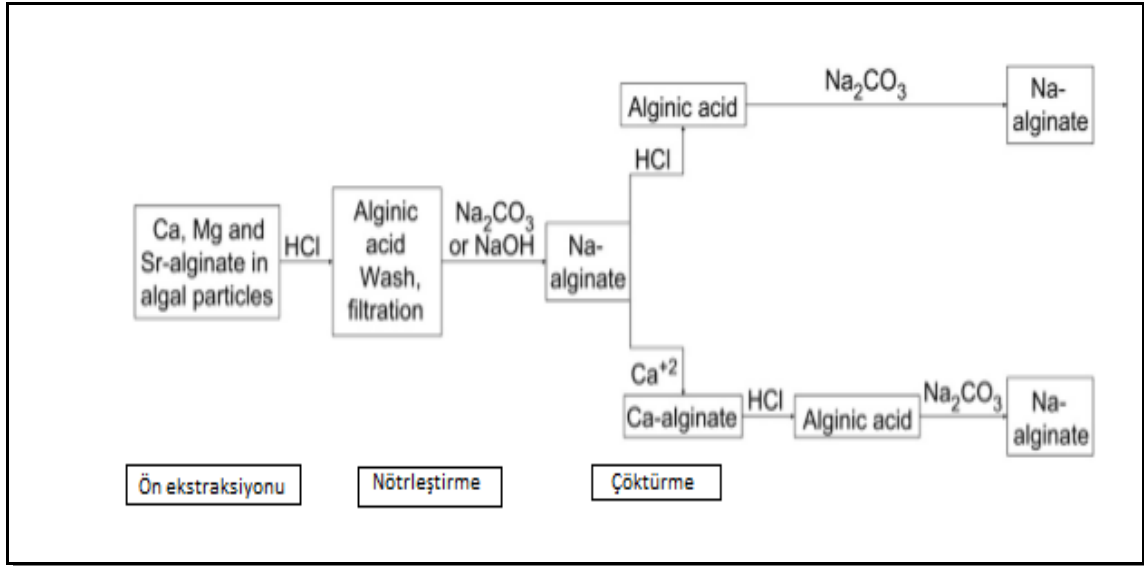 Ca, Mg and
Sr-alginate in
algal particles
HCl
Alginic
acid
Wash,
filtration
Na₂CO₃
or NaOH
Na-
alginate
HCl
Alginic acid
Na₂CO₃
Na-
alginate
Ca⁺²
Ca-alginate
HCl
Alginic acid
Na₂CO₃
Na-
alginate
Ön ekstraksiyonu
Nötrleştirme
Çöktürme